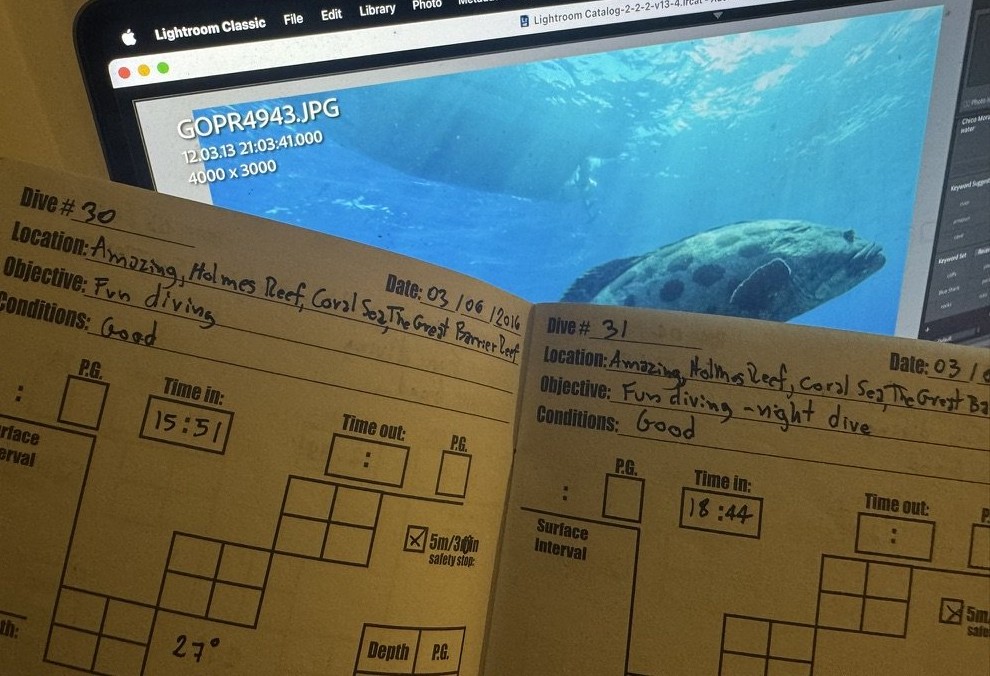 Lightroom Classic File Edit Library Photo
Lightroom Catalog-2-2-2-v13-4.lrcat
GOPR4943.JPG
12.03.13 21:03:41.000
4000 x 3000
water
Keyword Set
Dive # 30
Date: 03/06/2016
Location: Amazing, Holmes Reef, Coral Sea, The Great Barrier Reef
Objective: Fun diving
Conditions: Good
P.G.
Time in:
15:51
Time out:
:
P.G.
:
5m/3min
safety stop:
27°
Depth P.G.
Dive # 31
Date: 03/
Location: Amazing, Holmes Reef, Coral Sea, The Great Ba
Objective: Fun diving - night dive
Conditions: Good
P.G.
Time in:
18:44
Time out:
:
:
Surface
Interval
5m/